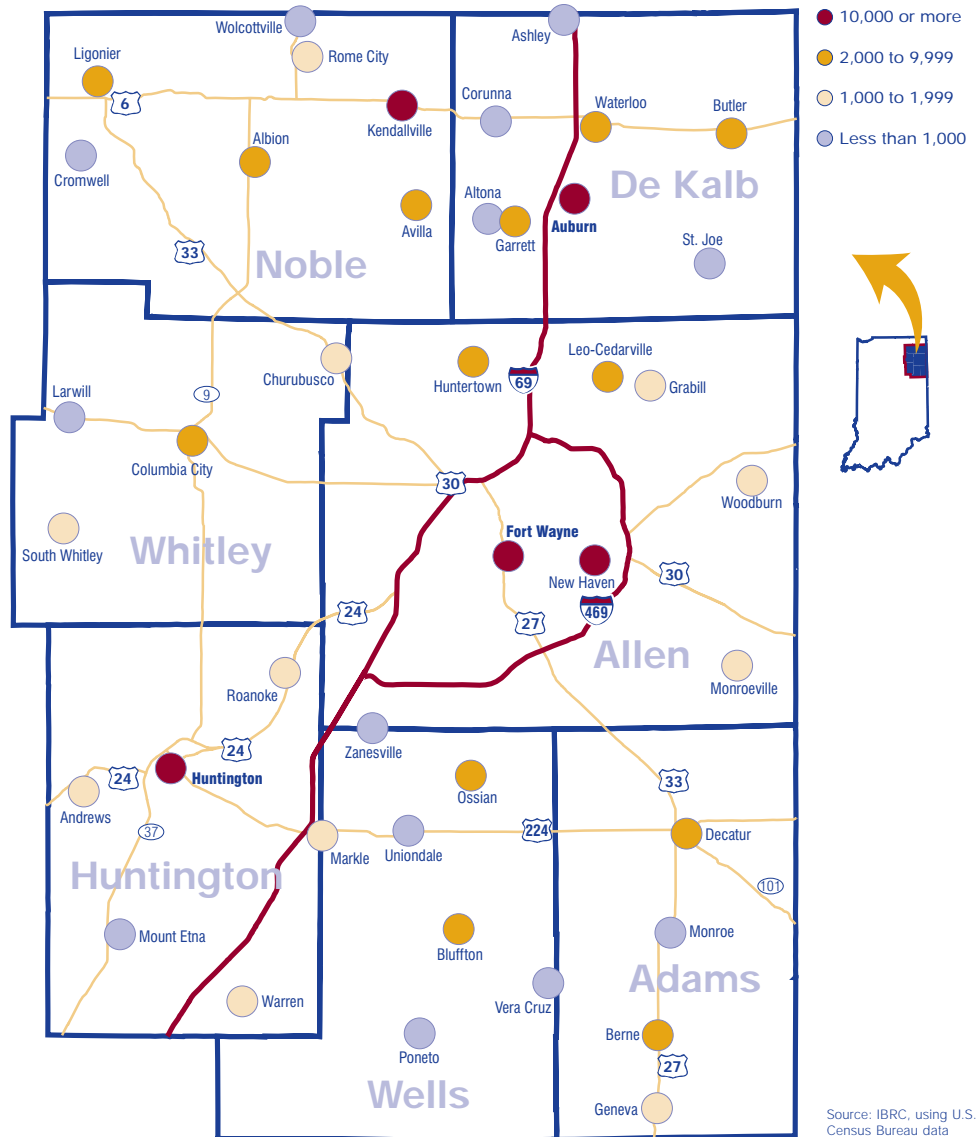 Wolcottville
Ashley
10,000 or more
Ligonier
Rome City
2,000 to 9,999
6
Corunna
Waterloo
Butler
1,000 to 1,999
Kendallville
Albion
Less than 1,000
Cromwell
De Kalb
Altona
Avilla
Garrett
Auburn
St. Joe
33
Noble
Churubusco
Huntertown
69
Leo-Cedarville
Grabill
Larwill
9
Columbia City
30
Woodburn
South Whitley
Whitley
Fort Wayne
New Haven
30
24
27
469
Allen
Roanoke
Monroeville
Zanesville
24
24
Huntington
Andrews
Ossian
33
37
Markle
Uniondale
224
Decatur
Huntington
101
Mount Etna
Bluffton
Monroe
Adams
Warren
Vera Cruz
Poneto
Berne
27
Wells
Geneva
Source: IBRC, using U.S.
Census Bureau data